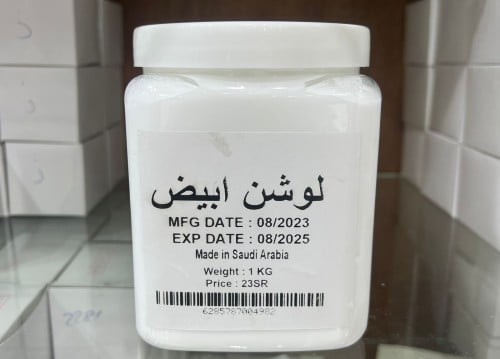 لوشن ابيض
MFG DATE : 08/2023
EXP DATE : 08/2025
Made in Saudi Arabia
Weight : 1 KG
Price : 23SR
6285787004982